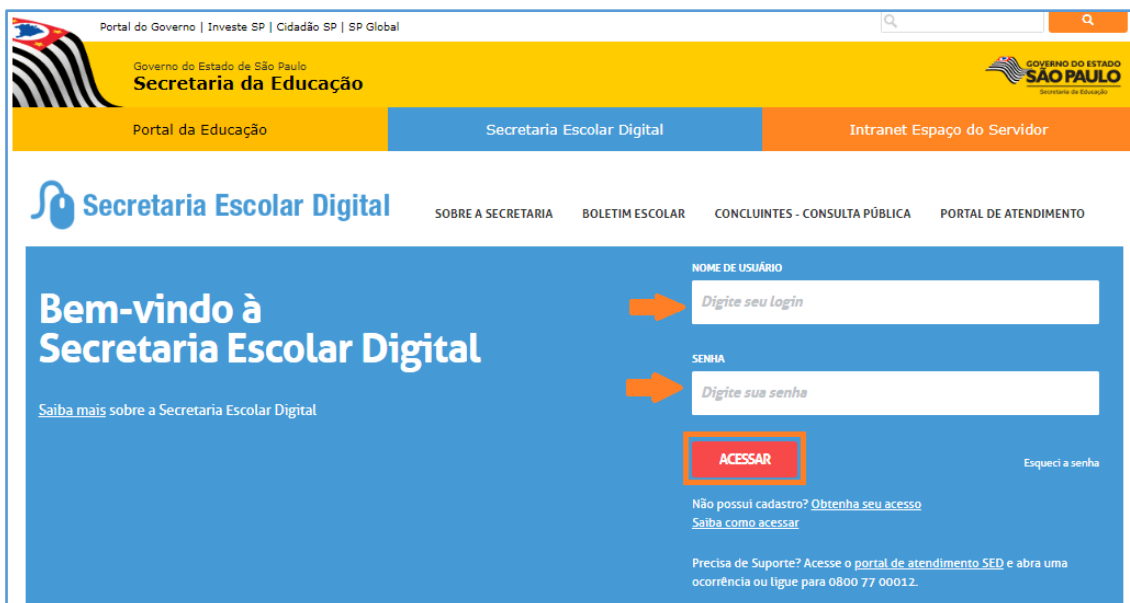 Portal do Governo | Investe SP | Cidadão SP | SP Global
Governo do Estado de São Paulo
Secretaria da Educação
GOVERNO DO ESTADO
SÃO PAULO
Secretaria da Educação
Portal da Educação
Secretaria Escolar Digital
Intranet Espaço do Servidor
Secretaria Escolar Digital
SOBRE A SECRETARIA
BOLETIM ESCOLAR
CONCLUINTES - CONSULTA PÚBLICA
PORTAL DE ATENDIMENTO
Bem-vindo à
Secretaria Escolar Digital
Saiba mais sobre a Secretaria Escolar Digital
NOME DE USUÁRIO
Digite seu login
SENHA
Digite sua senha
ACESSAR
Esqueci a senha
Não possui cadastro? Obtenha seu acesso
Saiba como acessar
Precisa de Suporte? Acesse o portal de atendimento SED e abra uma
ocorrência ou ligue para 0800 77 00012.